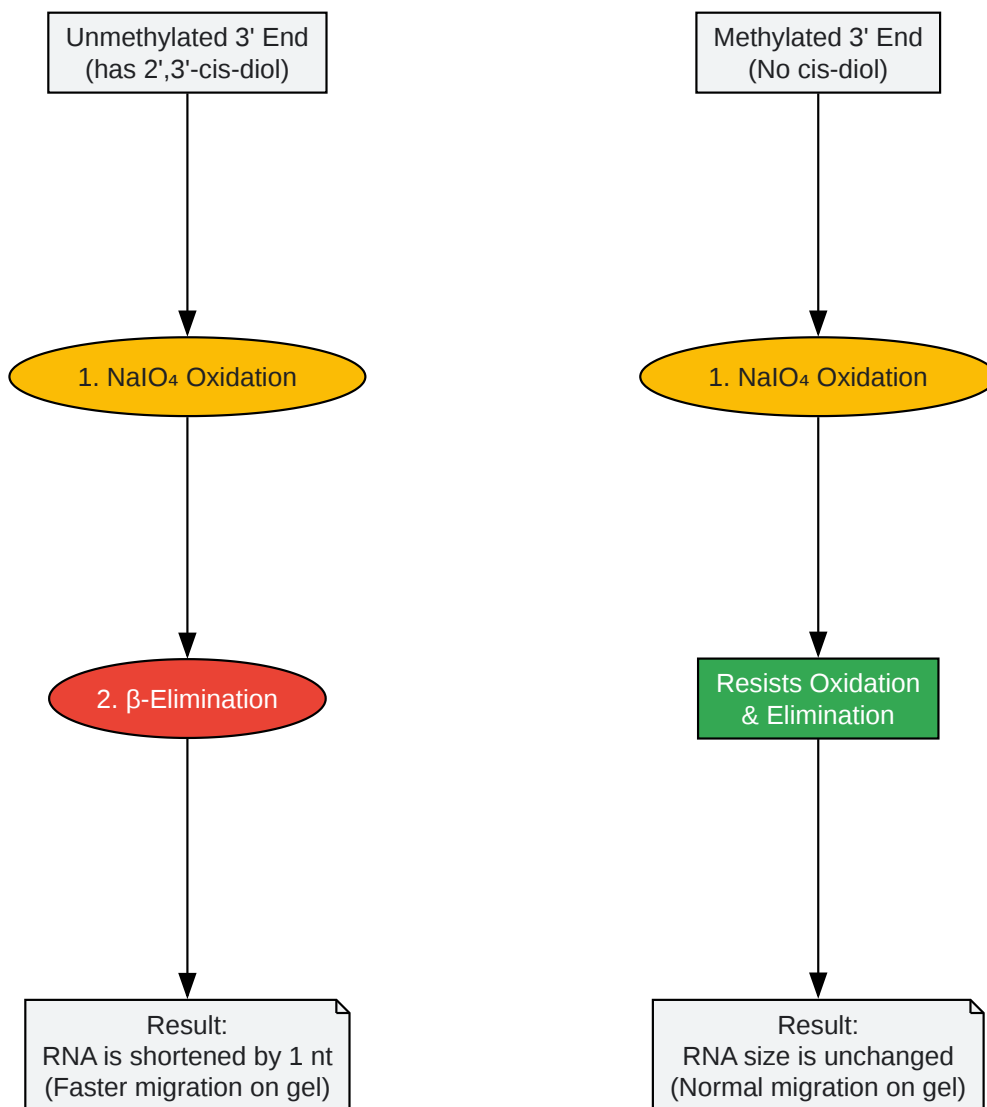 Unmethylated 3' End
(has 2',3'-cis-diol)
Methylated 3' End
(No cis-diol)
1. NaIO₄ Oxidation
1. NaIO₄ Oxidation
2. β-Elimination
Resists Oxidation
& Elimination
Result:
RNA is shortened by 1 nt
(Faster migration on gel)
Result:
RNA size is unchanged
(Normal migration on gel)